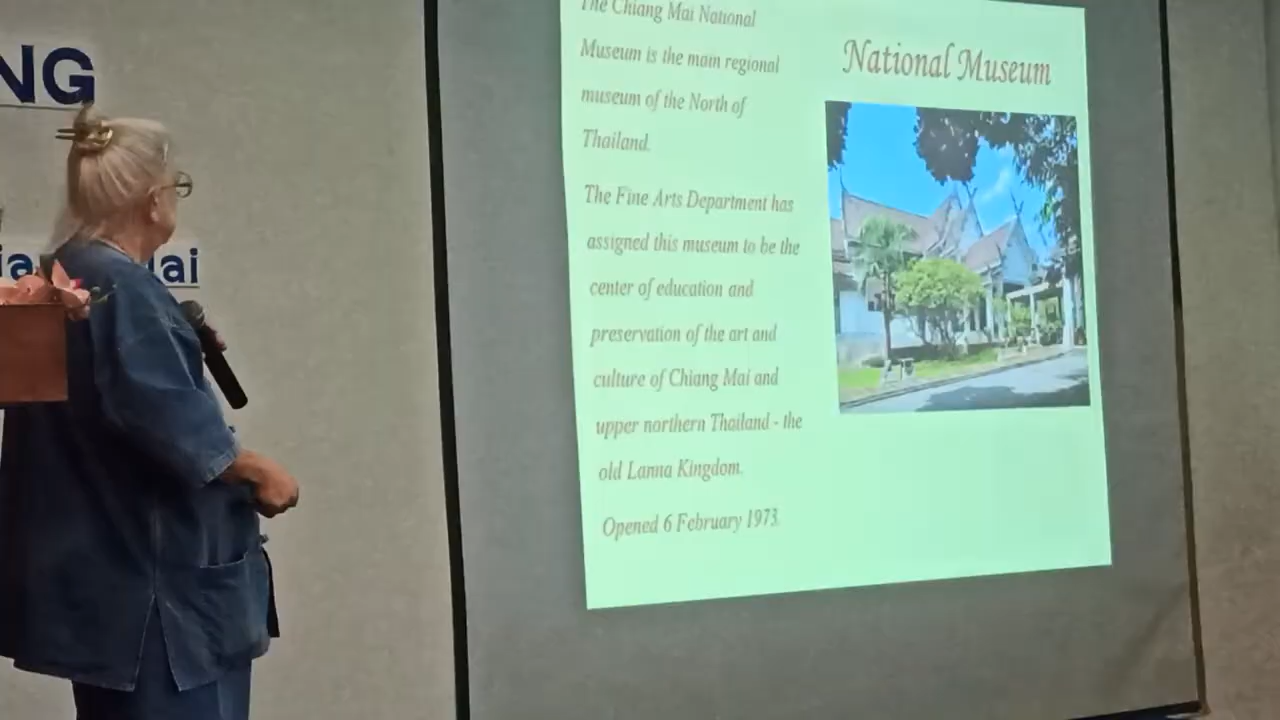 NG
The Chiang Mai National
Museum is the main regional
museum of the North of
Thailand.
The Fine Arts Department has
assigned this museum to be the
center of education and
preservation of the art and
culture of Chiang Mai and
upper northern Thailand - the
old Lanna Kingdom.
Opened 6 February 1973.
National Museum